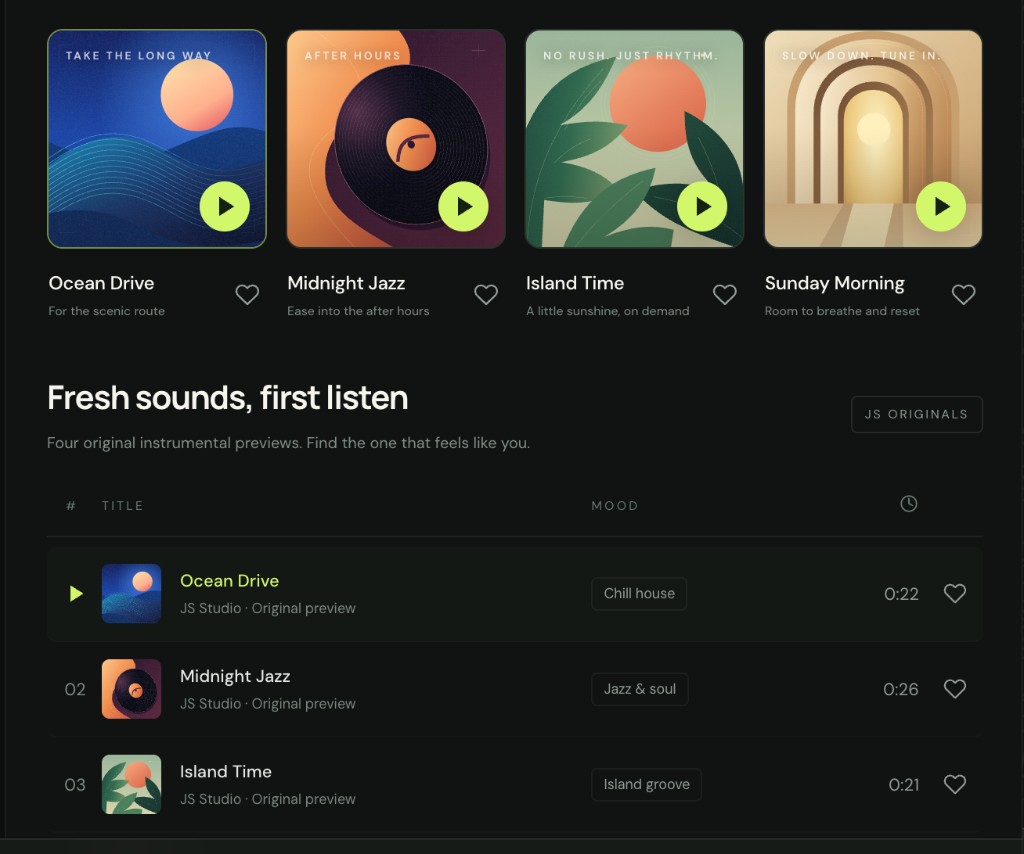 TAKE THE LONG WAY
AFTER HOURS
NO RUSH. JUST RHYTHM.
SLOW DOWN. TUNE IN.
Ocean Drive
For the scenic route
Midnight Jazz
Ease into the after hours
Island Time
A little sunshine, on demand
Sunday Morning
Room to breathe and reset
Fresh sounds, first listen
Four original instrumental previews. Find the one that feels like you.
JS ORIGINALS
# TITLE MOOD
Ocean Drive
JS Studio · Original preview
Chill house
0:22
02
Midnight Jazz
JS Studio · Original preview
Jazz & soul
0:26
03
Island Time
JS Studio · Original preview
Island groove
0:21